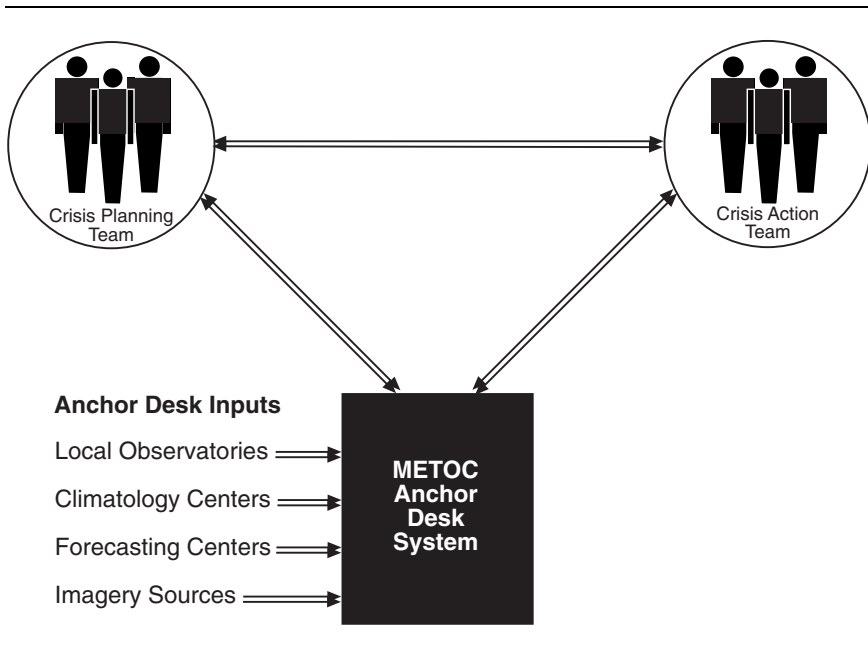 Crisis Planning
Team
Crisis Action
Team
Anchor Desk Inputs
Local Observatories
Climatology Centers
Forecasting Centers
Imagery Sources
METOC
Anchor
Desk
System